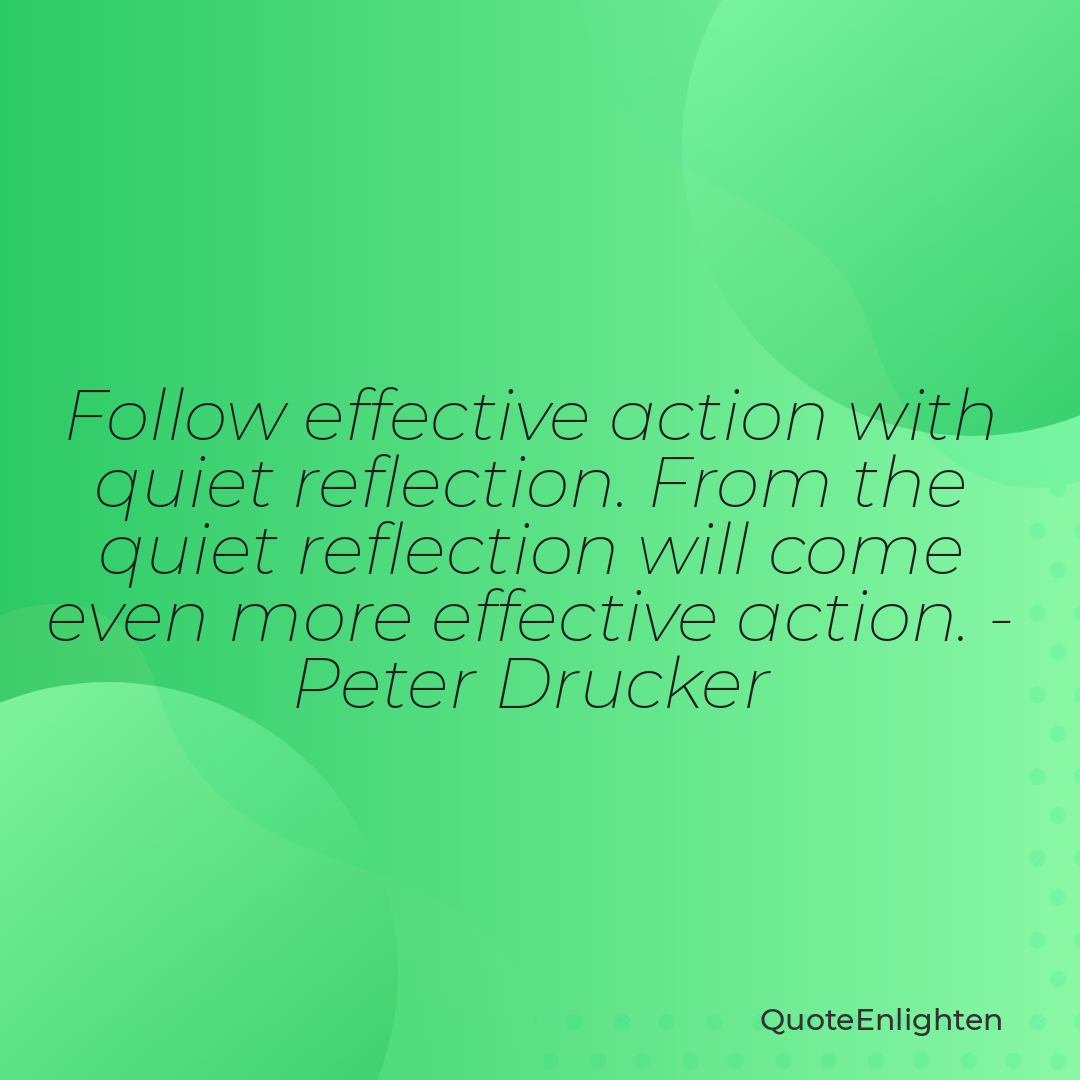 Follow effective action with
quiet reflection. From the
quiet reflection will come
even more effective action. -
Peter Drucker
QuoteEnlighten